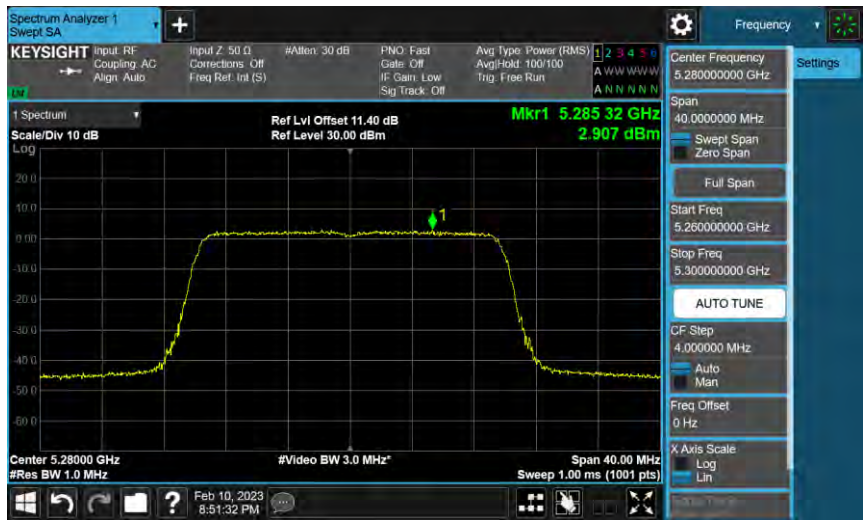 Spectrum Analyzer 1
Swept SA
Frequency
KEYSIGHT
Input: RF
Coupling: AC
Align: Auto
Input Z: 50 Ω
Corrections: Off
Freq Ref: Int (S)
#Atten: 30 dB
PNO: Fast
Gate: Off
IF Gain: Low
Sig Track: Off
Avg Type: Power (RMS)
Avg|Hold: 100/100
Trig: Free Run
1 2 3 4 5 6
A W W W W W
A N N N N N
1 Spectrum
Scale/Div 10 dB
Log
Ref Lvl Offset 11.40 dB
Ref Level 30.00 dBm
Mkr1 5.285 32 GHz
2.907 dBm
20.0
10.0
0.00
-10.0
-20.0
-30.0
-40.0
-50.0
-60.0
1
Center 5.28000 GHz
#Res BW 1.0 MHz
#Video BW 3.0 MHz*
Span 40.00 MHz
Sweep 1.00 ms (1001 pts)
Feb 10, 2023
8:51:32 PM
Center Frequency
5.280000000 GHz
Settings
Span
40.0000000 MHz
Swept Span
Zero Span
Full Span
Start Freq
5.260000000 GHz
Stop Freq
5.300000000 GHz
AUTO TUNE
CF Step
4.000000 MHz
Auto
Man
Freq Offset
0 Hz
X Axis Scale
Log
Lin